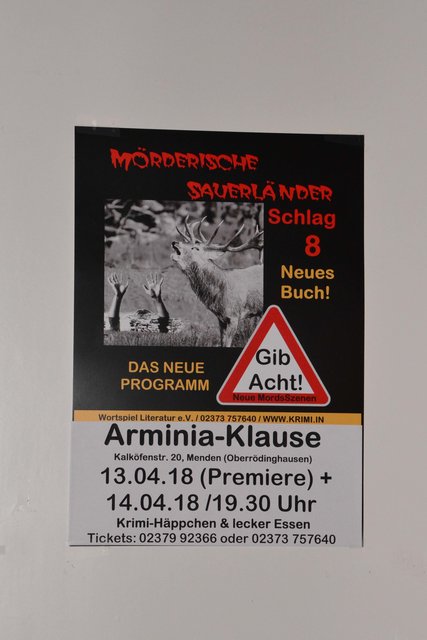 MÖRDERISCHE
SAUERLÄNDER
Schlag
8
Neues
Buch!
DAS NEUE
PROGRAMM
Gib
Acht!
Neue MordsSzenen
Wortspiel Literatur e.V. / 02373 757640 / WWW.KRIMI.IN
Arminia-Klause
Kalköfenstr. 20, Menden (Oberrödinghausen)
13.04.18 (Premiere) +
14.04.18 /19.30 Uhr
Krimi-Häppchen & lecker Essen
Tickets: 02379 92366 oder 02373 757640